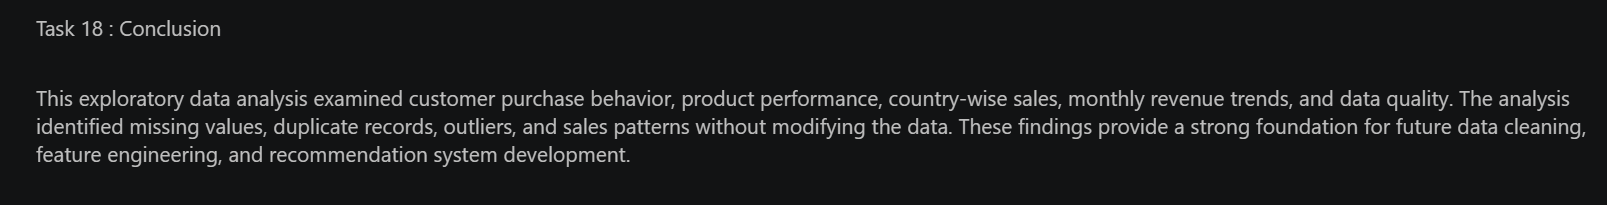 Task 18 : Conclusion
This exploratory data analysis examined customer purchase behavior, product performance, country-wise sales, monthly revenue trends, and data quality. The analysis
identified missing values, duplicate records, outliers, and sales patterns without modifying the data. These findings provide a strong foundation for future data cleaning,
feature engineering, and recommendation system development.